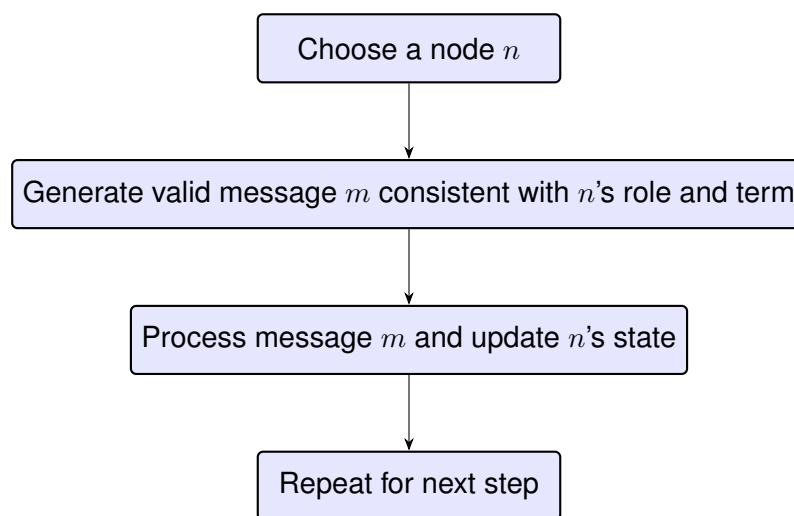 Choose a node n
Generate valid message m consistent with n's role and term
Process message m and update n's state
Repeat for next step